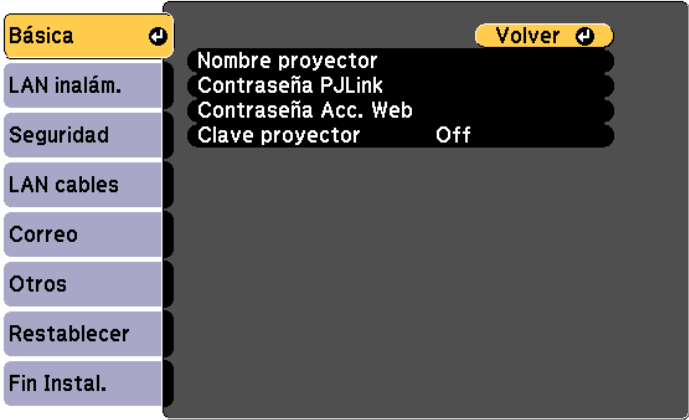 Básica
LAN inalám.
Seguridad
LAN cables
Correo
Otros
Restablecer
Fin Instal.
Volver
Nombre proyector
Contraseña PJLink
Contraseña Acc. Web
Clave proyector Off